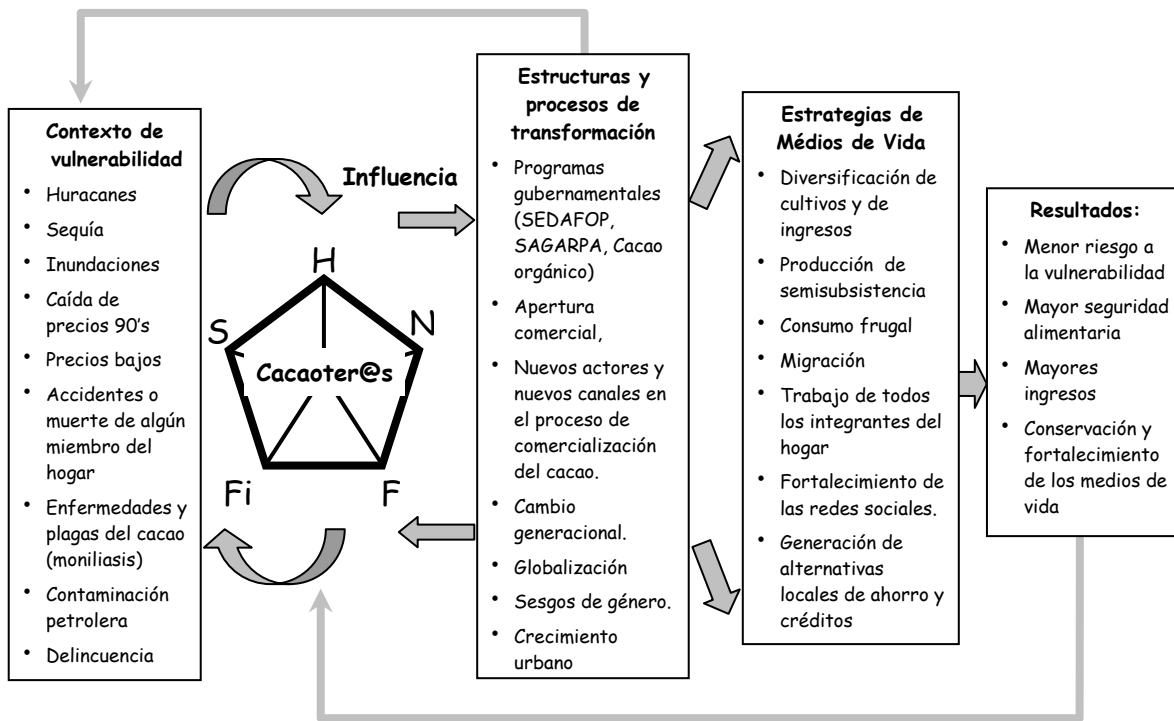 Contexto de
vulnerabilidad
• Huracanes
• Sequía
• Inundaciones
• Caída de
precios 90's
• Precios bajos
• Accidentes o
muerte de algún
miembro del
hogar
• Enfermedades y
plagas del cacao
(moniliasis)
• Contaminación
petrolera
• Delincuencia
Influencia
H
S
N
Cacaoter@s
Fi
F
Estructuras y
procesos de
transformación
• Programas
gubernamentales
(SEDAFOP,
SAGARPA, Cacao
orgánico)
• Apertura
comercial,
• Nuevos actores y
nuevos canales en
el proceso de
comercialización
del cacao.
• Cambio
generacional.
• Globalización
• Sesgos de género.
• Crecimiento
urbano
Estrategias de
Médios de Vida
• Diversificación de
cultivos y de
ingresos
• Producción de
semisubsistencia
• Consumo frugal
• Migración
• Trabajo de todos
los integrantes del
hogar
• Fortalecimiento de
las redes sociales.
• Generación de
alternativas
locales de ahorro y
créditos
Resultados:
• Menor riesgo a
la vulnerabilidad
• Mayor seguridad
alimentaria
• Mayores
ingresos
• Conservación y
fortalecimiento
de los medios de
vida